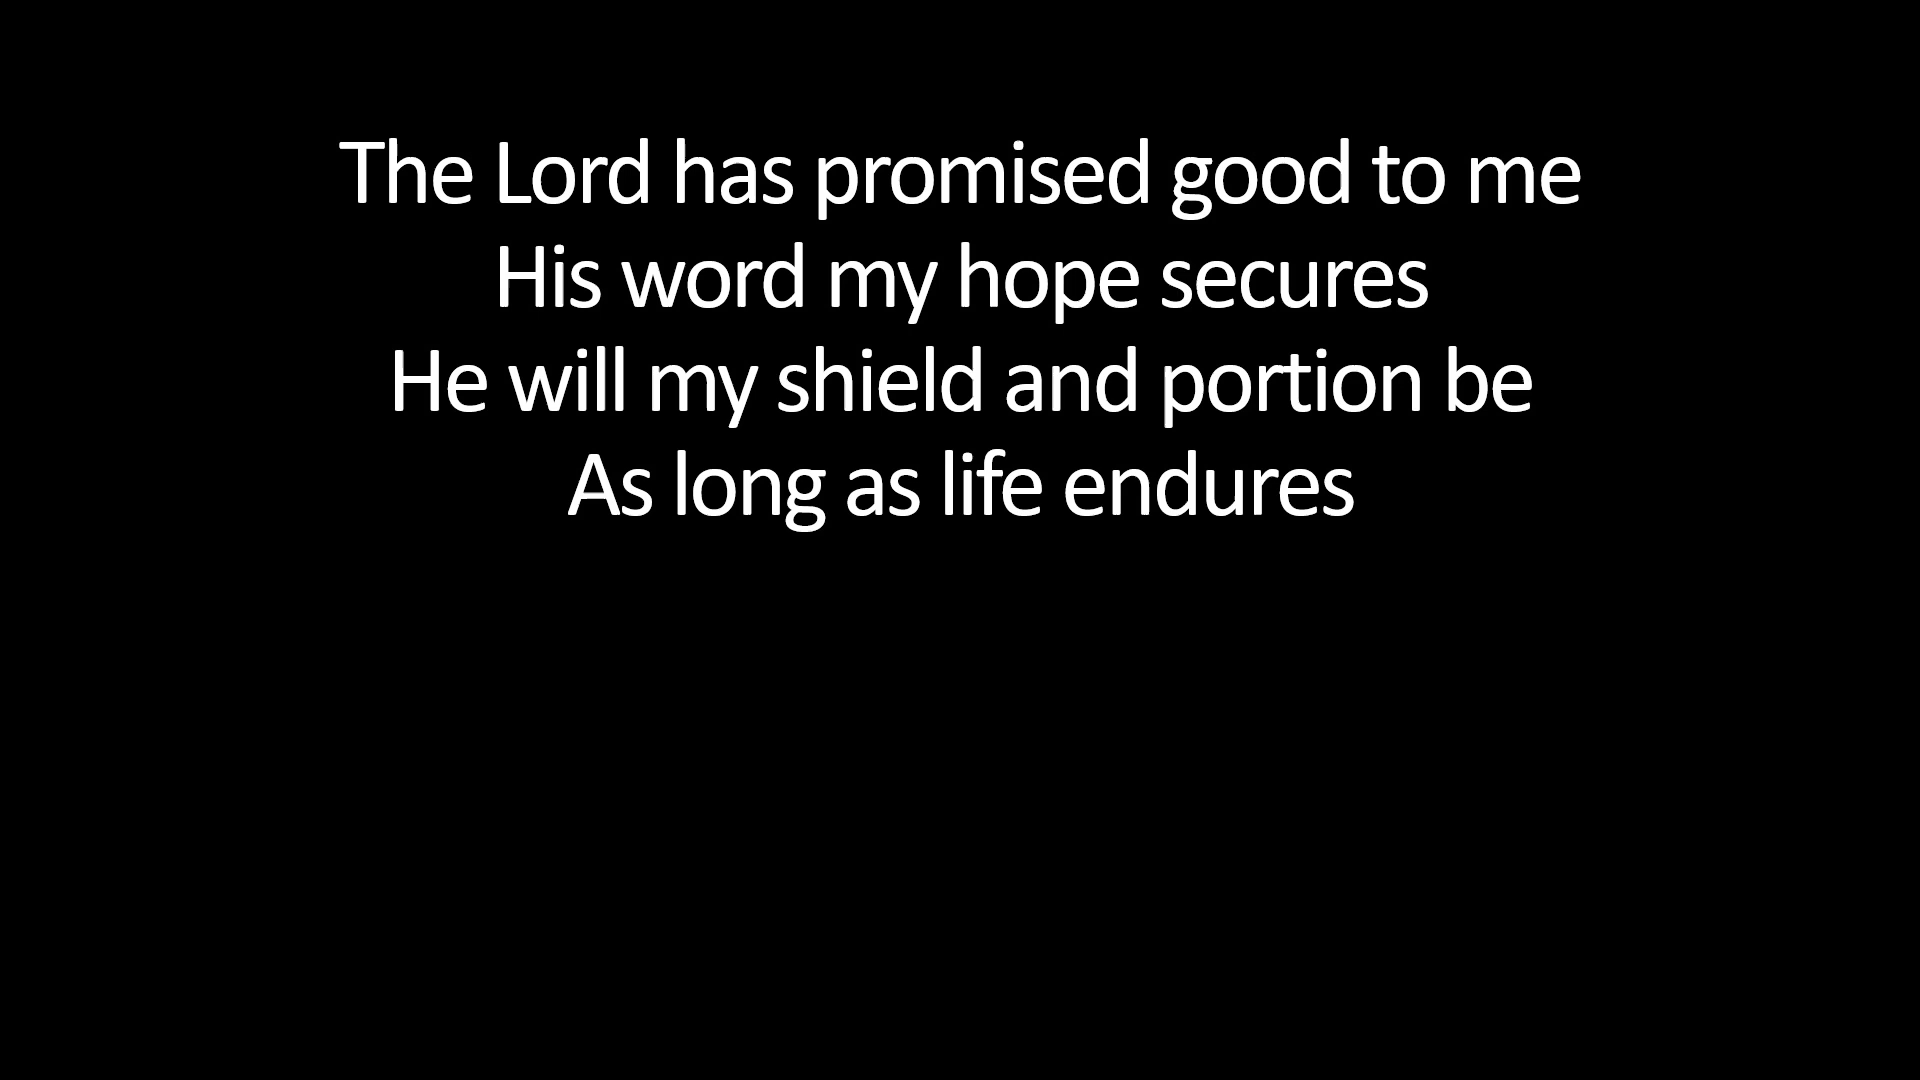 The Lord has promised good to me
His word my hope secures
He will my shield and portion be
As long as life endures